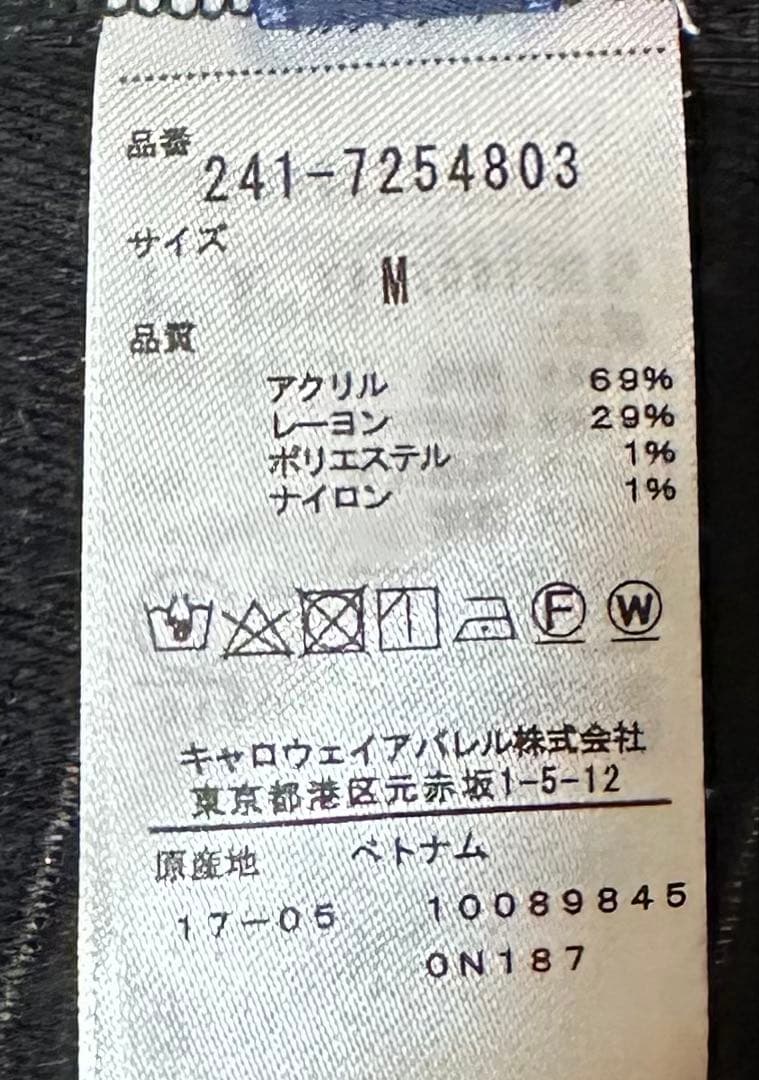 品番
241-7254803
サイズ
M
品質
アクリル 69%
レーヨン 29%
ポリエステル 1%
ナイロン 1%
F W
キャロウェイアパレル株式会社
東京都港区元赤坂1-5-12
原産地 ベトナム
17-05 10089845
0N187